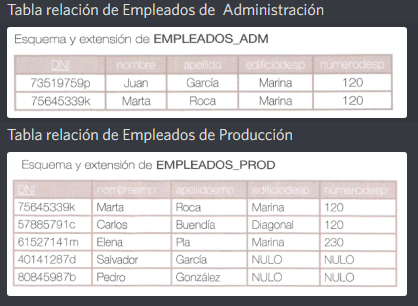 Tabla relación de Empleados de Administración
Esquema y extensión de EMPLEADOS_ADM
DNI nombre apellido edificiodesp númerodesp
73519759p Juan García Marina 120
75645339k Marta Roca Marina 120
Tabla relación de Empleados de Producción
Esquema y extensión de EMPLEADOS_PROD
DNI nombreemp apellidoemp edificiodesp númerodesp
75645339k Marta Roca Marina 120
57885791c Carlos Buendía Diagonal 120
61527141m Elena Pla Marina 230
40141287d Salvador García NULO NULO
80845987b Pedro González NULO NULO